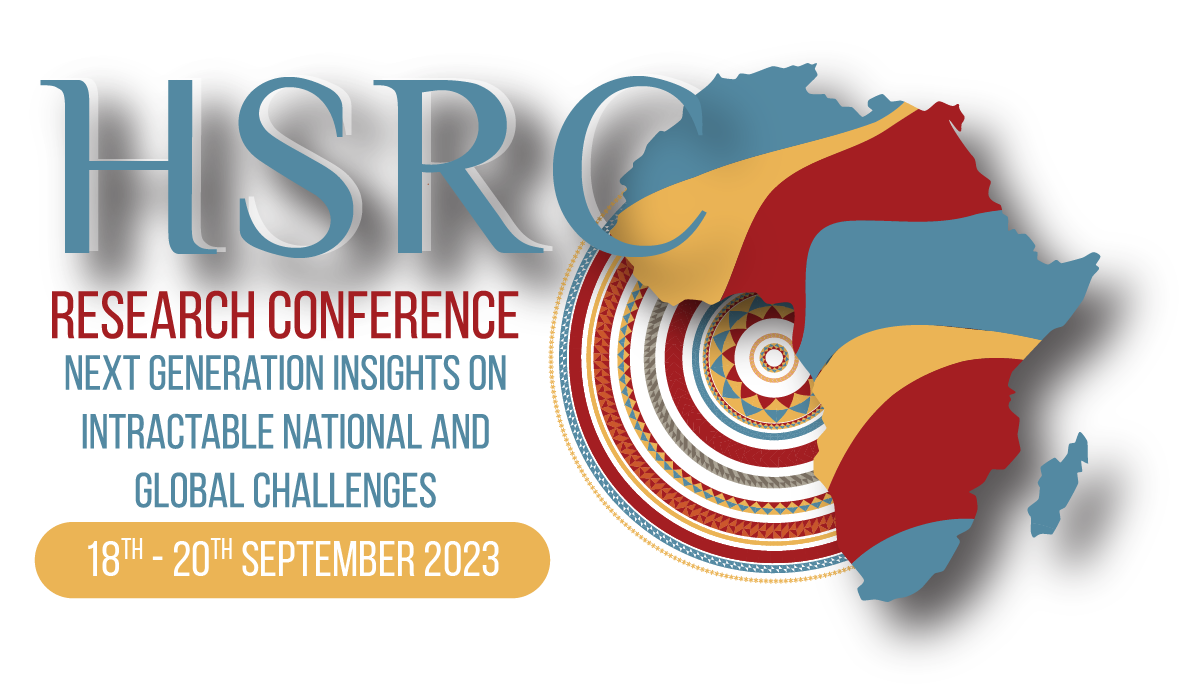 HSRC
RESEARCH CONFERENCE
NEXT GENERATION INSIGHTS ON
INTRACTABLE NATIONAL AND
GLOBAL CHALLENGES
18TH - 20TH SEPTEMBER 2023